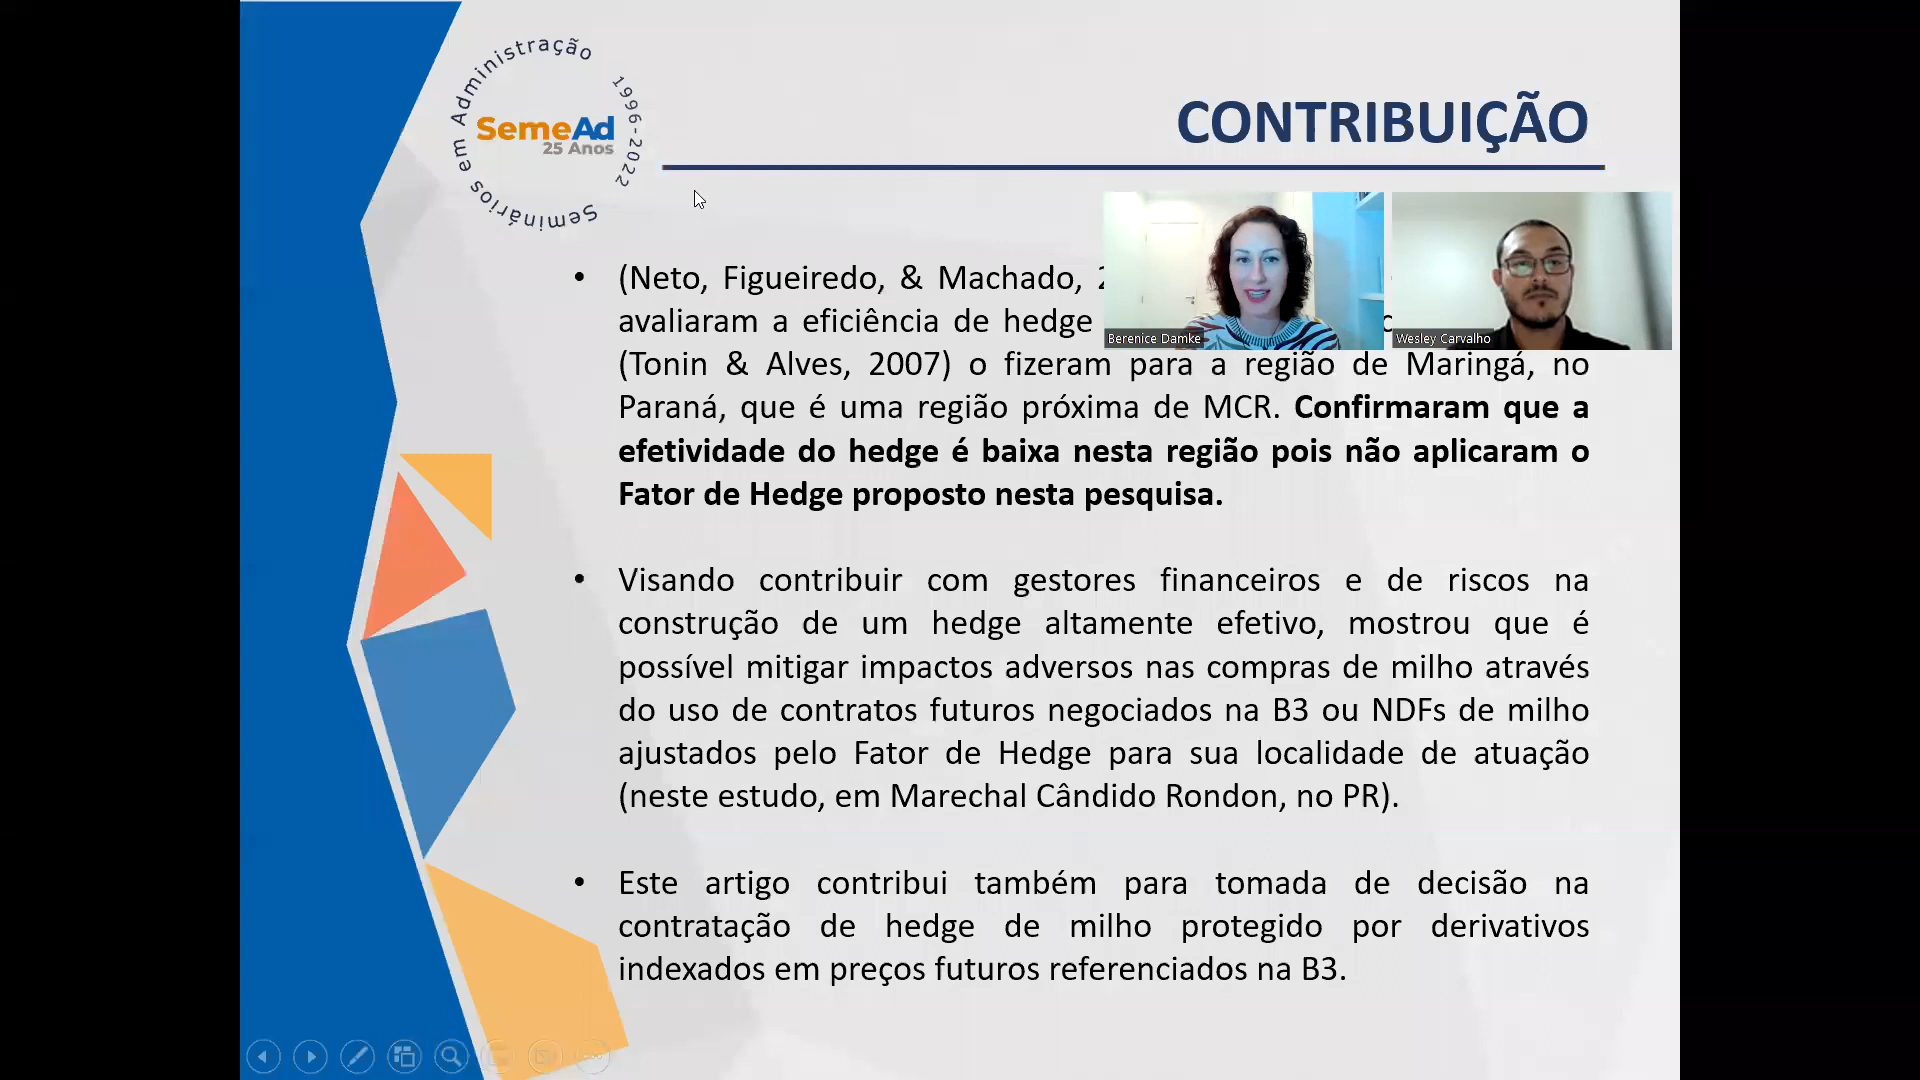 Seminários em Administração 1996-2022
SemeAd
25 Anos
CONTRIBUIÇÃO
Berenice Damke
Wesley Carvalho
• (Neto, Figueiredo, & Machado,
avaliaram a eficiência de hedge
(Tonin & Alves, 2007) o fizeram para a região de Maringá, no
Paraná, que é uma região próxima de MCR. Confirmaram que a
efetividade do hedge é baixa nesta região pois não aplicaram o
Fator de Hedge proposto nesta pesquisa.
• Visando contribuir com gestores financeiros e de riscos na
construção de um hedge altamente efetivo, mostrou que é
possível mitigar impactos adversos nas compras de milho através
do uso de contratos futuros negociados na B3 ou NDFs de milho
ajustados pelo Fator de Hedge para sua localidade de atuação
(neste estudo, em Marechal Cândido Rondon, no PR).
• Este artigo contribui também para tomada de decisão na
contratação de hedge de milho protegido por derivativos
indexados em preços futuros referenciados na B3.